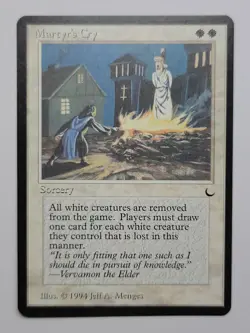 Martyr's Cry
Sorcery
All white creatures are removed
from the game. Players must draw
one card for each white creature
they control that is lost in this
manner.
"It is only fitting that one such as I
should die in pursuit of knowledge."
—Vervamon the Elder
Illus. © 1994 Jeff A. Menges